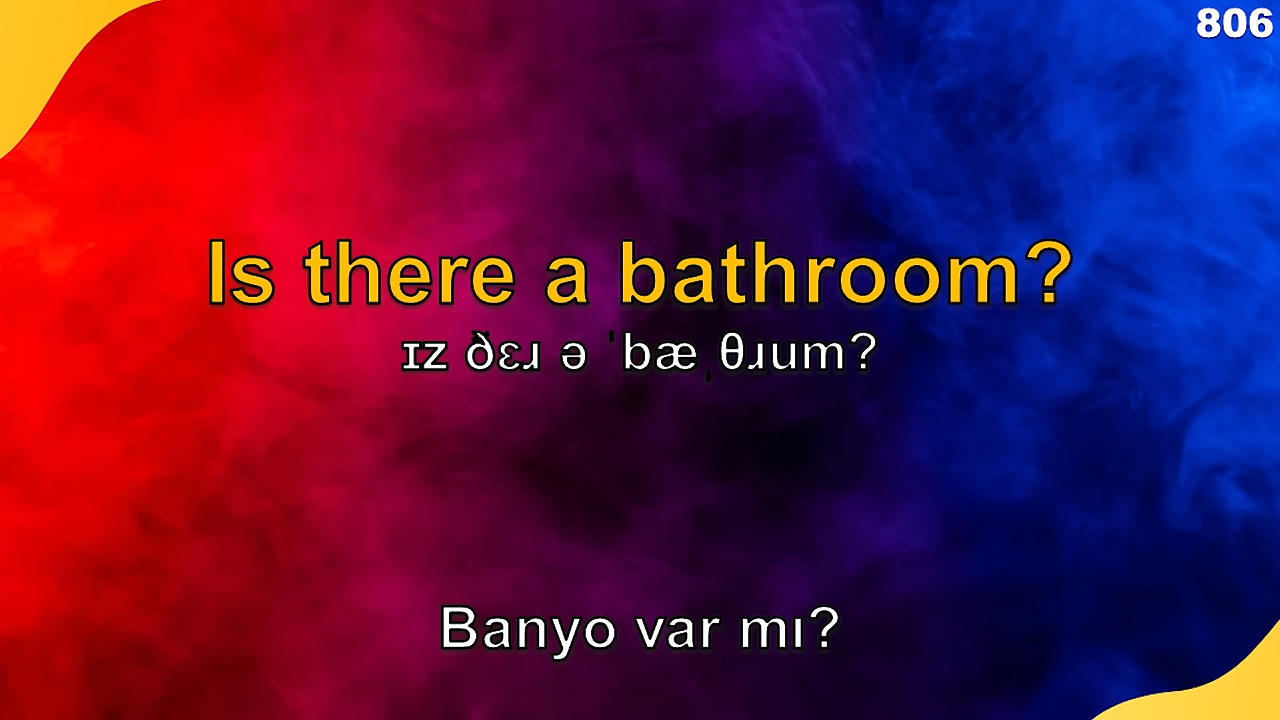 806
Is there a bathroom?
ɪz ðɛɹ ə ˈbæˌθɹum?
Banyo var mı?